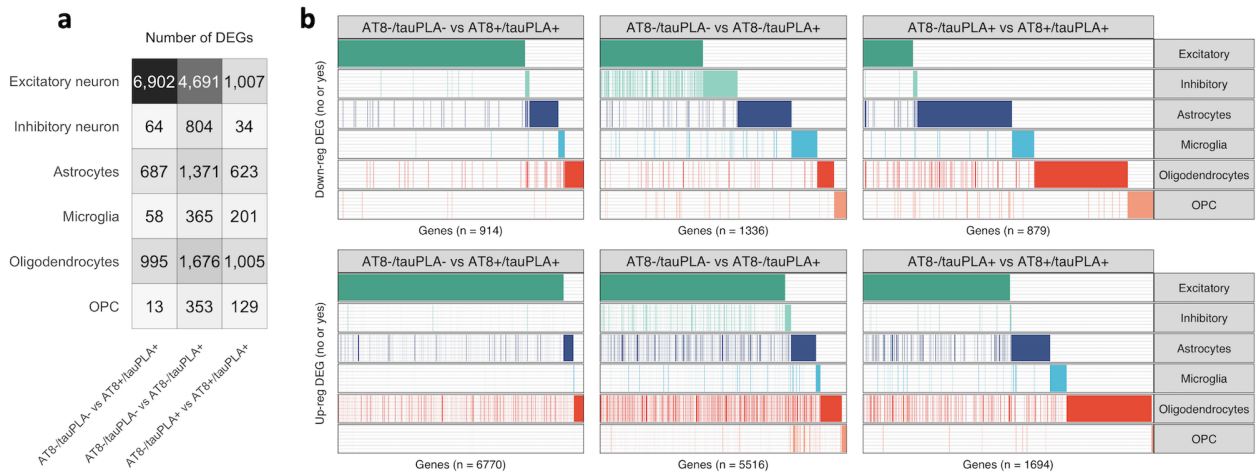 a
Number of DEGs
Excitatory neuron 6,902 4,691 1,007
Inhibitory neuron 64 804 34
Astrocytes 687 1,371 623
Microglia 58 365 201
Oligodendrocytes 995 1,676 1,005
OPC 13 353 129
AT8-/tauPLA- vs AT8+/tauPLA+
AT8-/tauPLA- vs AT8-/tauPLA+
AT8-/tauPLA+ vs AT8+/tauPLA+
b
AT8-/tauPLA- vs AT8+/tauPLA+
AT8-/tauPLA- vs AT8-/tauPLA+
AT8-/tauPLA+ vs AT8+/tauPLA+
Down-reg DEG (no or yes)
Excitatory
Inhibitory
Astrocytes
Microglia
Oligodendrocytes
OPC
Genes (n = 914)
Genes (n = 1336)
Genes (n = 879)
AT8-/tauPLA- vs AT8+/tauPLA+
AT8-/tauPLA- vs AT8-/tauPLA+
AT8-/tauPLA+ vs AT8+/tauPLA+
Up-reg DEG (no or yes)
Excitatory
Inhibitory
Astrocytes
Microglia
Oligodendrocytes
OPC
Genes (n = 6770)
Genes (n = 5516)
Genes (n = 1694)